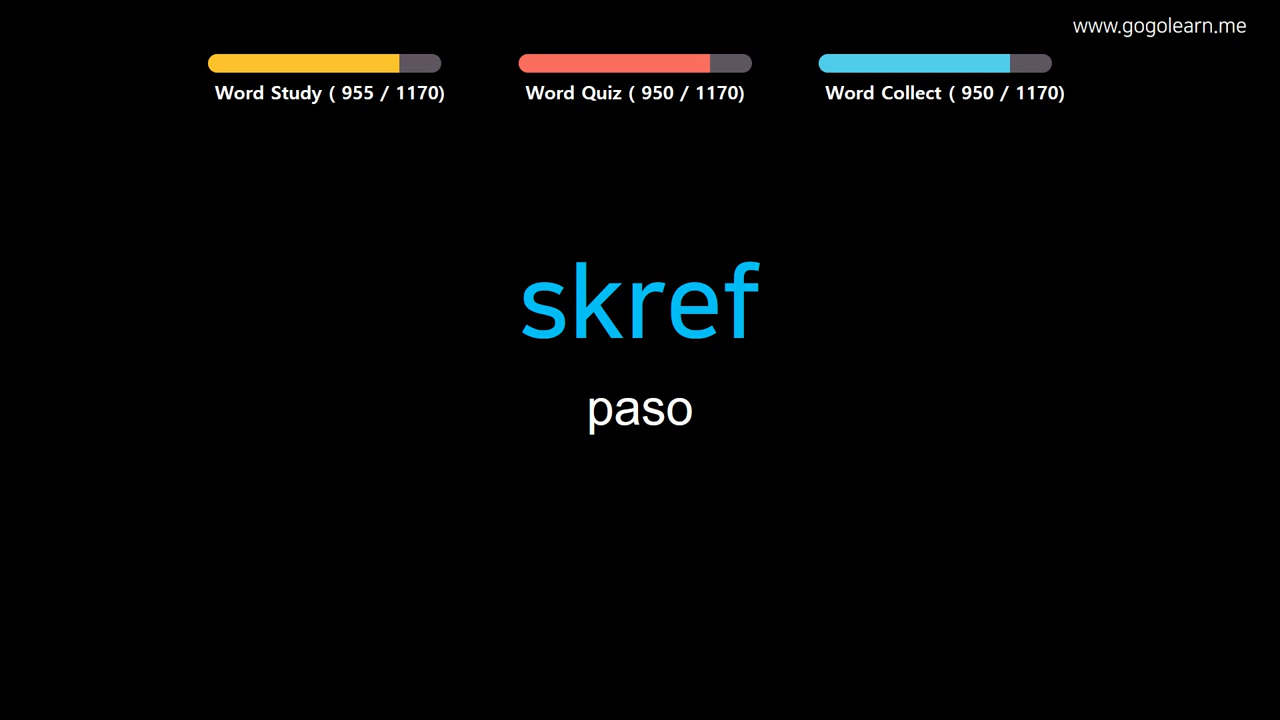 www.gogolearn.me
Word Study ( 955 / 1170)
Word Quiz ( 950 / 1170)
Word Collect ( 950 / 1170)
skref
paso